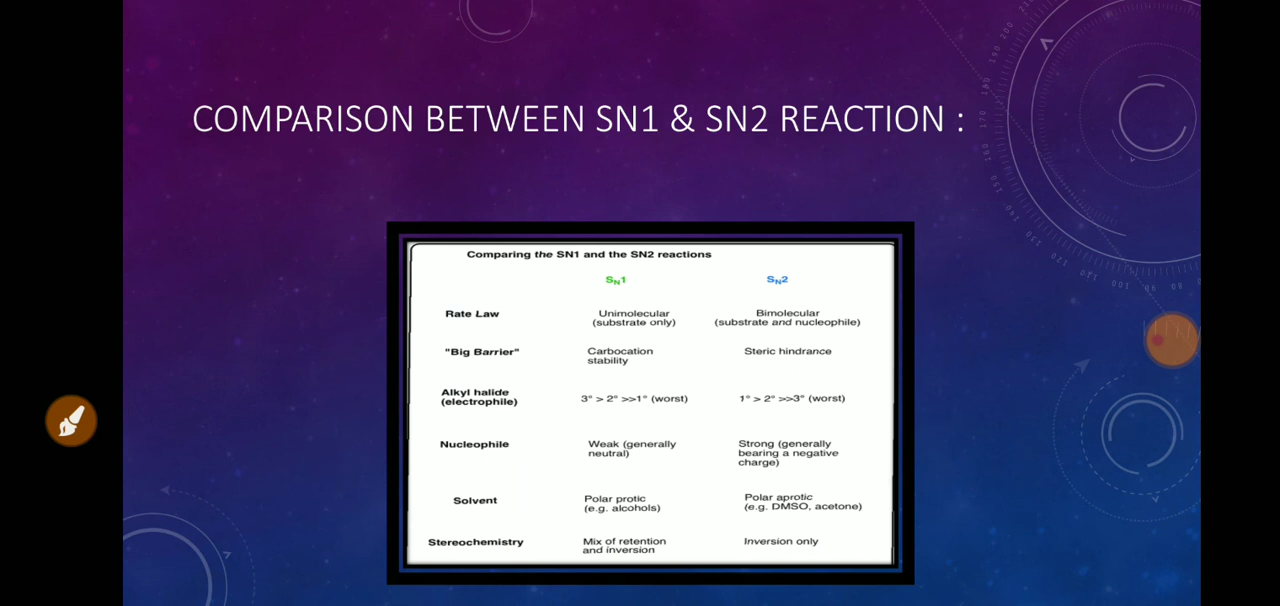 COMPARISON BETWEEN SN1 & SN2 REACTION :
Comparing the SN1 and the SN2 reactions
SN1 SN2
Rate Law Unimolecular Bimolecular
(substrate only) (substrate and nucleophile)
"Big Barrier" Carbocation Steric hindrance
stability
Alkyl halide
(electrophile) 3° > 2° >>1° (worst) 1° > 2° >>3° (worst)
Nucleophile Weak (generally Strong (generally
neutral) bearing a negative
charge)
Solvent Polar protic Polar aprotic
(e.g. alcohols) (e.g. DMSO, acetone)
Stereochemistry Mix of retention Inversion only
and inversion